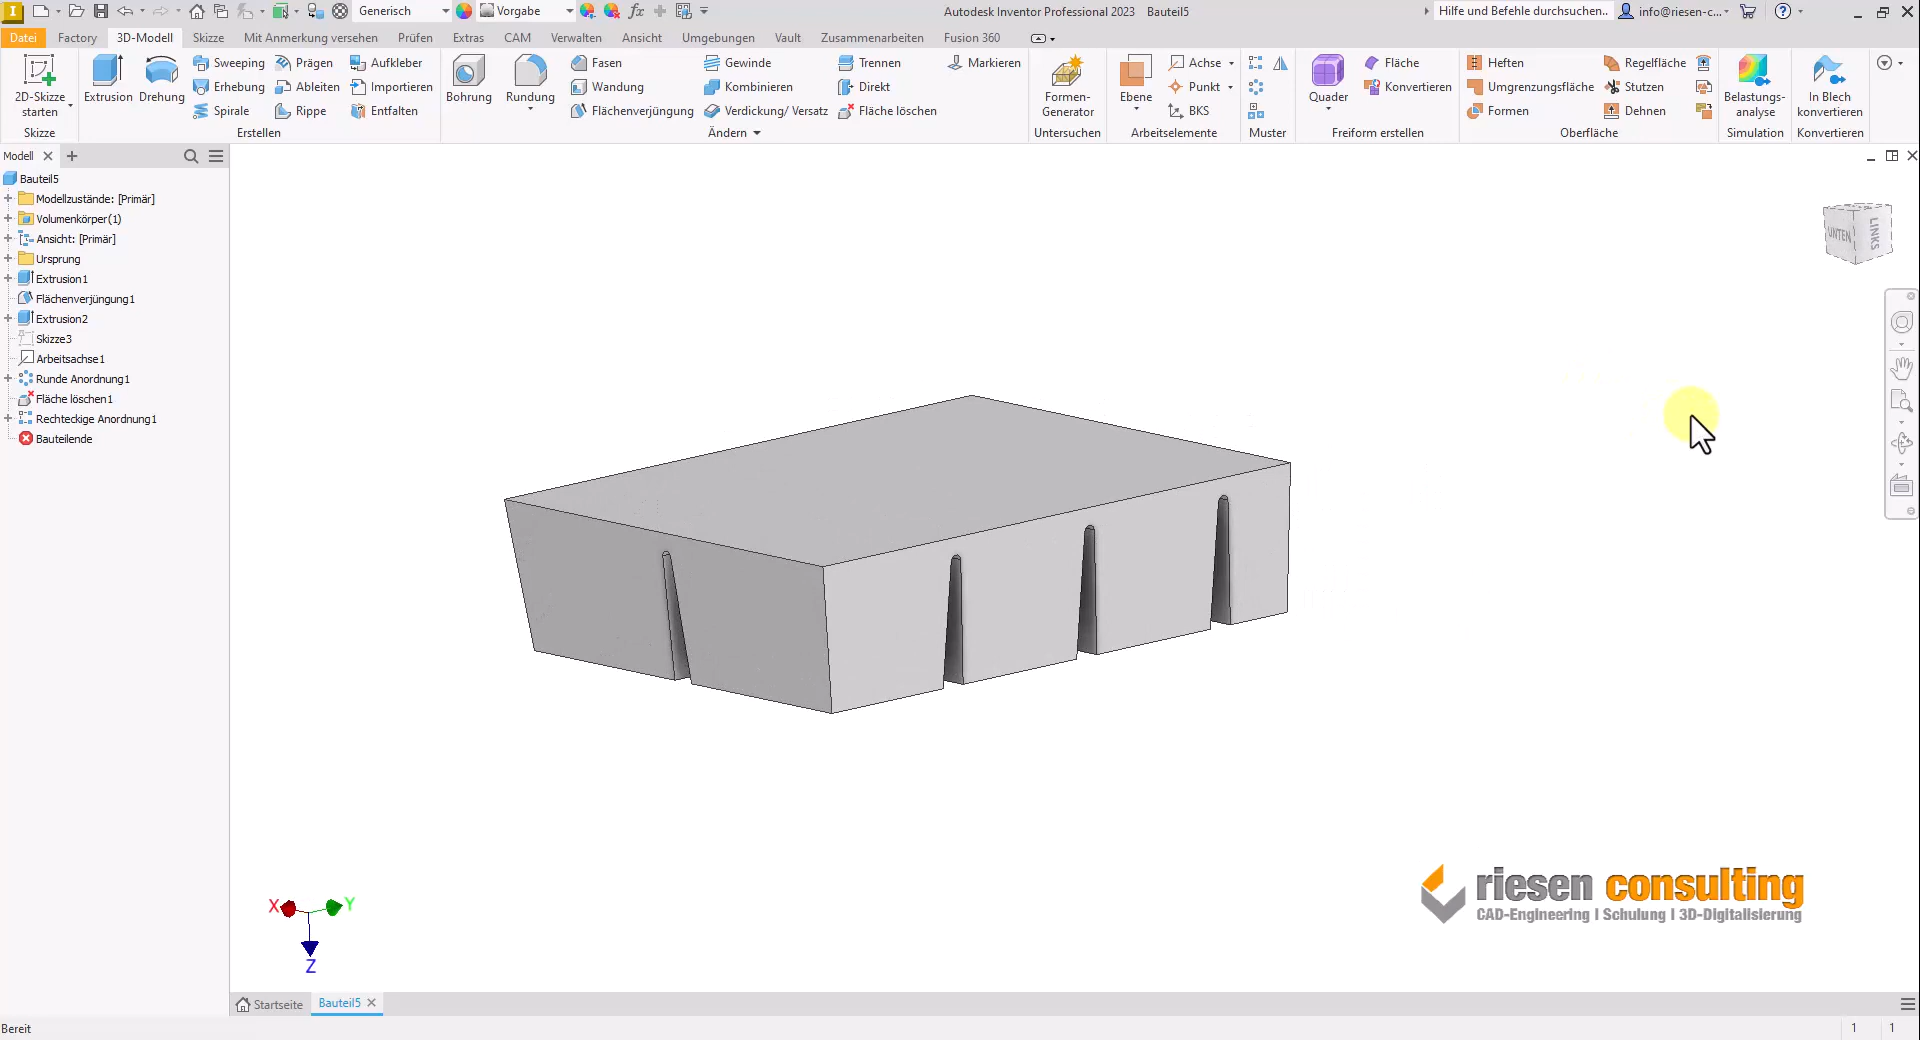 Generisch
Vorgabe
Autodesk Inventor Professional 2023 Bauteil5
Hilfe und Befehle durchsuchen..
info@riesen-c...
Datei
Factory
3D-Modell
Skizze
Mit Anmerkung versehen
Prüfen
Extras
CAM
Verwalten
Ansicht
Umgebungen
Vault
Zusammenarbeiten
Fusion 360
2D-Skizze
starten
Skizze
Extrusion
Drehung
Sweeping
Erhebung
Spirale
Prägen
Ableiten
Rippe
Aufkleber
Importieren
Entfalten
Erstellen
Bohrung
Rundung
Fasen
Wandung
Flächenverjüngung
Gewinde
Kombinieren
Verdickung/ Versatz
Trennen
Direkt
Fläche löschen
Markieren
Ändern
Formen-
Generator
Untersuchen
Ebene
Achse
Punkt
BKS
Arbeitselemente
Muster
Quader
Fläche
Konvertieren
Freiform erstellen
Heften
Umgrenzungsfläche
Formen
Regelfläche
Stutzen
Dehnen
Oberfläche
Belastungs-
analyse
Simulation
In Blech
konvertieren
Konvertieren
Modell
Bauteil5
Modellzustände: [Primär]
Volumenkörper(1)
Ansicht: [Primär]
Ursprung
Extrusion1
Flächenverjüngung1
Extrusion2
Skizze3
Arbeitsachse1
Runde Anordnung1
Fläche löschen1
Rechteckige Anordnung1
Bauteilende
UNTEN
LINKS
X
Y
Z
riesen consulting
CAD-Engineering | Schulung | 3D-Digitalisierung
Startseite
Bauteil5
Bereit
1
1